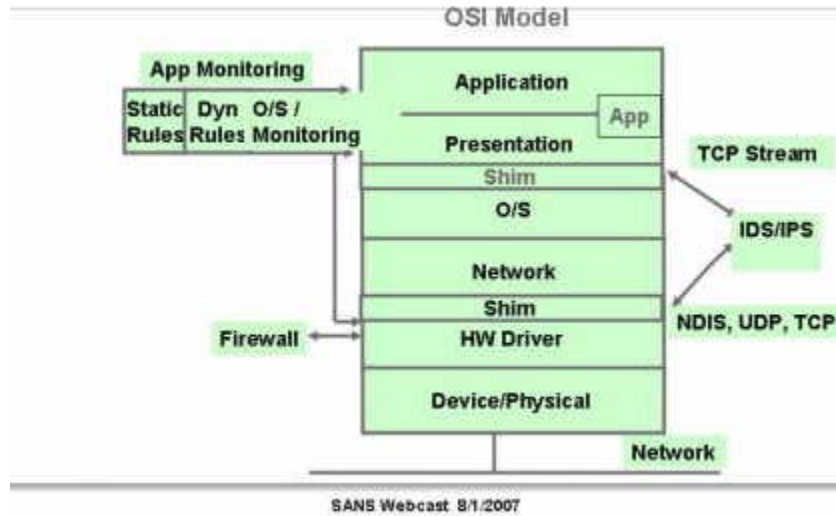 OSI Model
App Monitoring
Static Rules
Dyn Rules
O/S / Monitoring
Application
App
Presentation
Shim
O/S
Network
Shim
HW Driver
Device/Physical
Firewall
TCP Stream
IDS/IPS
NDIS, UDP, TCP
Network
SANS Webcast 8/1/2007